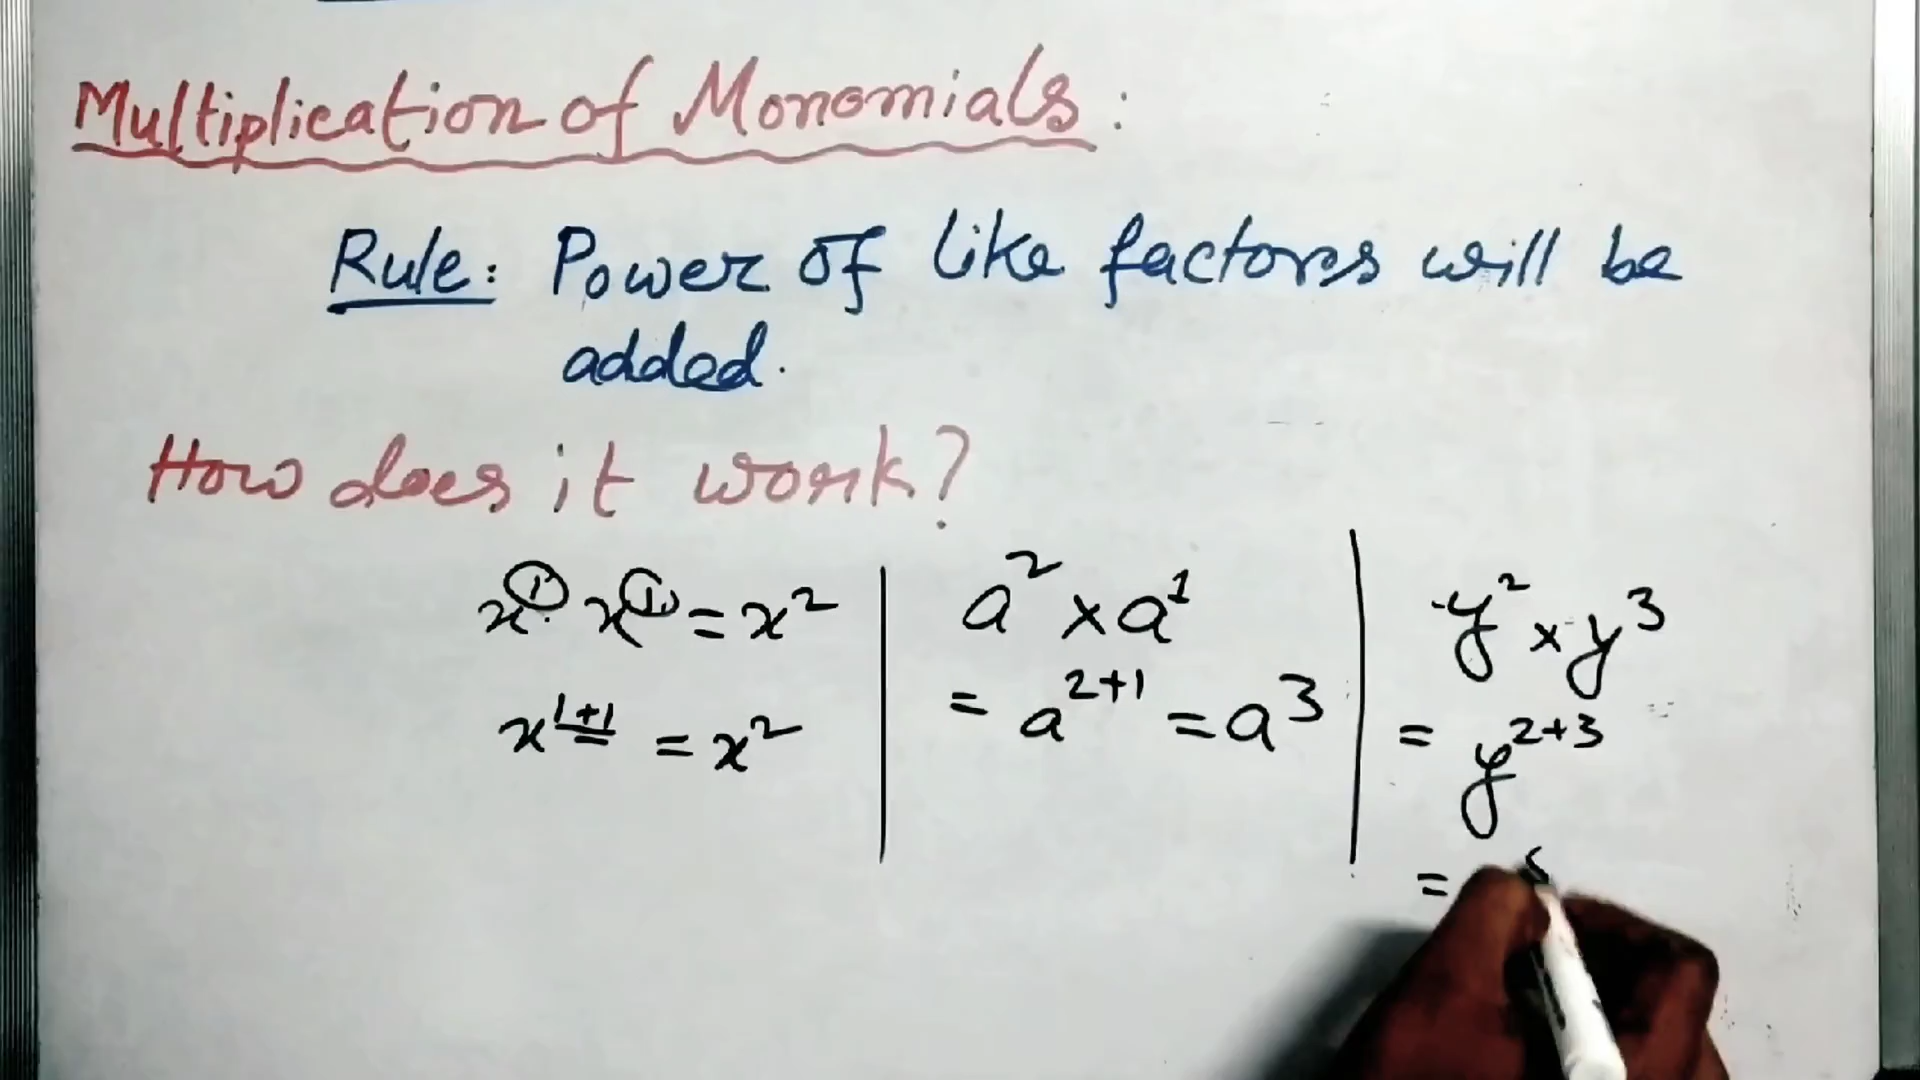 Multiplication of Monomials:
Rule: Power of like factors will be
added.
How does it work?
x¹·x¹ = x²
x¹⁺¹ = x²
a² × a¹
= a²⁺¹ = a³
y² × y³
= y²⁺³
=